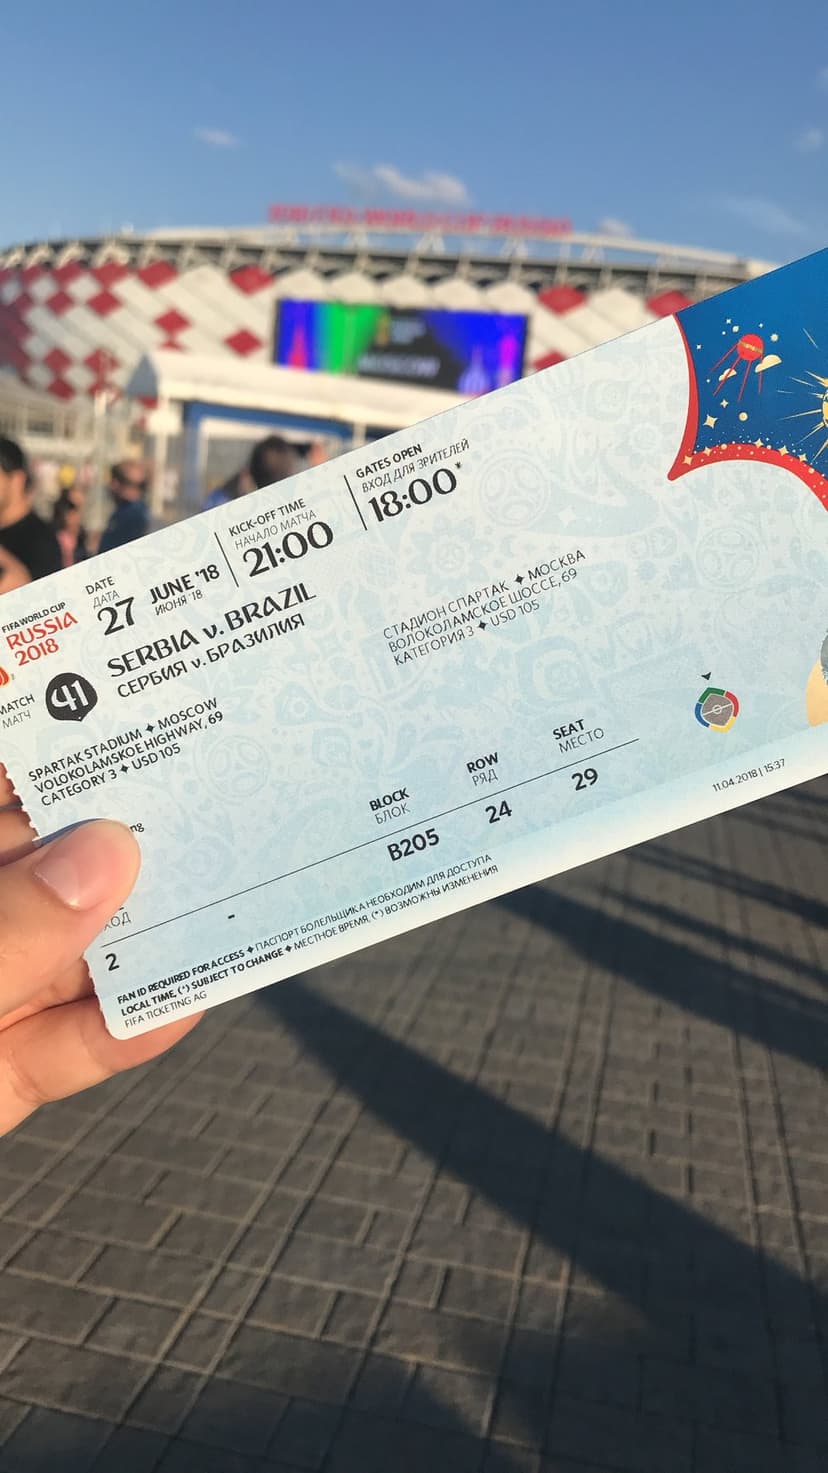 FIFA WORLD CUP
RUSSIA
2018
DATE
ДАТА
27 JUNE '18
ИЮНЯ '18
KICK-OFF TIME
НАЧАЛО МАТЧА
21:00
GATES OPEN
ВХОД ДЛЯ ЗРИТЕЛЕЙ
18:00*
MATCH
МАТЧ
41
SERBIA v. BRAZIL
СЕРБИЯ v. БРАЗИЛИЯ
SPARTAK STADIUM ✦ MOSCOW
VOLOKOLAMSKOE HIGHWAY, 69
CATEGORY 3 ✦ USD 105
СТАДИОН СПАРТАК ✦ МОСКВА
ВОЛОКОЛАМСКОЕ ШОССЕ, 69
КАТЕГОРИЯ 3 ✦ USD 105
ng
ХОД
2
-
BLOCK
БЛОК
B205
ROW
РЯД
24
SEAT
МЕСТО
29
11.04.2018 | 15:37
FAN ID REQUIRED FOR ACCESS ✦ ПАСПОРТ БОЛЕЛЬЩИКА НЕОБХОДИМ ДЛЯ ДОСТУПА
LOCAL TIME, (*) SUBJECT TO CHANGE ✦ МЕСТНОЕ ВРЕМЯ, (*) ВОЗМОЖНЫ ИЗМЕНЕНИЯ
FIFA TICKETING AG